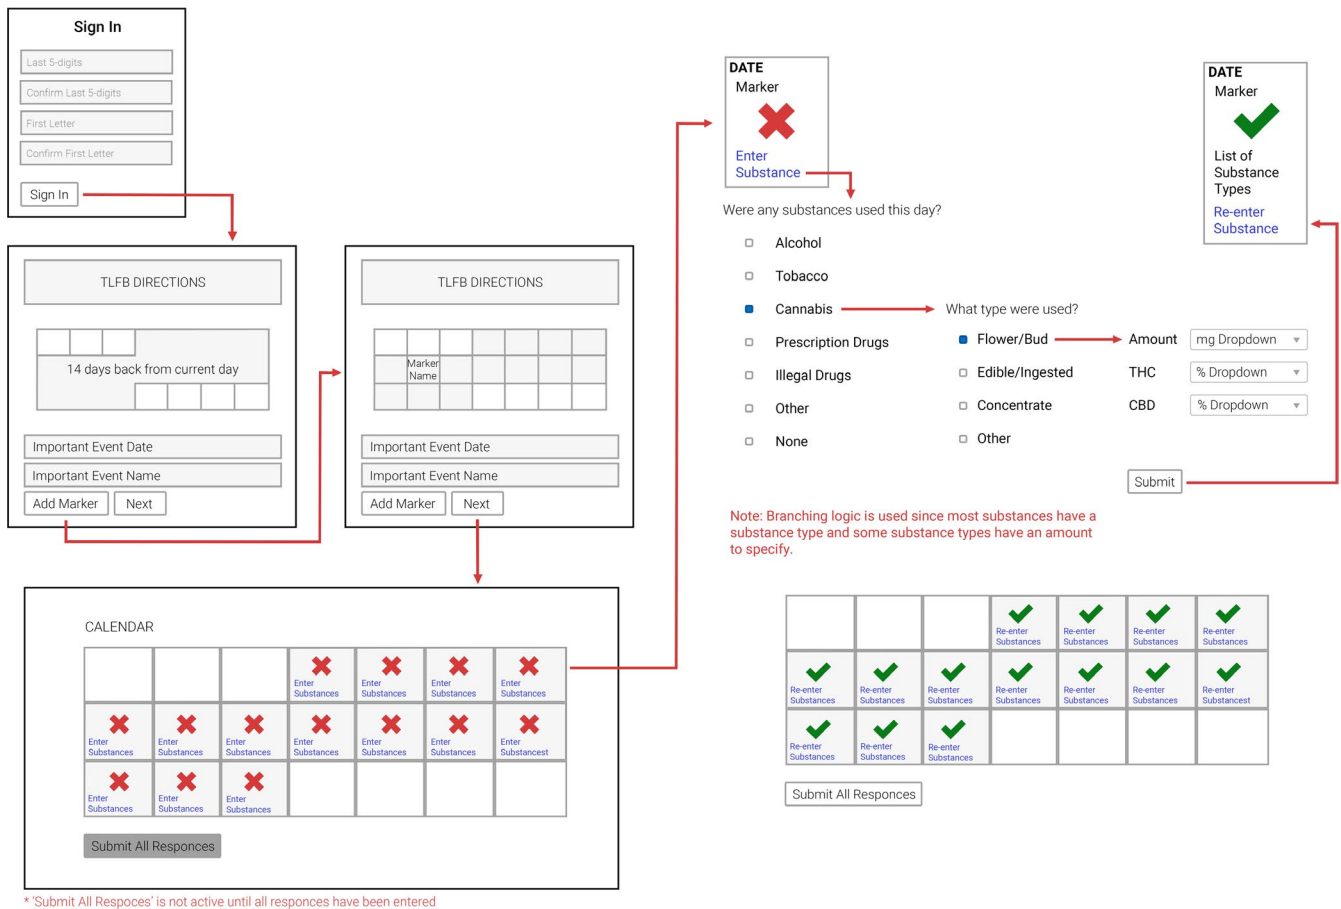 Sign In
Last 5-digits
Confirm Last 5-digits
First Letter
Confirm First Letter
Sign In
TLFB DIRECTIONS
14 days back from current day
Important Event Date
Important Event Name
Add Marker
Next
TLFB DIRECTIONS
Marker
Name
Important Event Date
Important Event Name
Add Marker
Next
CALENDAR
Enter
Substances
Enter
Substances
Enter
Substances
Enter
Substances
Enter
Substances
Enter
Substances
Enter
Substances
Enter
Substances
Enter
Substances
Enter
Substances
Enter
Substancest
Enter
Substances
Enter
Substances
Enter
Substances
Submit All Responces
* 'Submit All Respoces' is not active until all responces have been entered
DATE
Marker
Enter
Substance
Were any substances used this day?
Alcohol
Tobacco
Cannabis
Prescription Drugs
Illegal Drugs
Other
None
What type were used?
Flower/Bud
Edible/Ingested
Concentrate
Other
Amount
mg Dropdown
THC
% Dropdown
CBD
% Dropdown
Submit
DATE
Marker
List of
Substance
Types
Re-enter
Substance
Note: Branching logic is used since most substances have a
substance type and some substance types have an amount
to specify.
Re-enter
Substances
Re-enter
Substances
Re-enter
Substances
Re-enter
Substances
Re-enter
Substances
Re-enter
Substances
Re-enter
Substances
Re-enter
Substances
Re-enter
Substances
Re-enter
Substances
Re-enter
Substancest
Re-enter
Substances
Re-enter
Substances
Re-enter
Substances
Submit All Responces